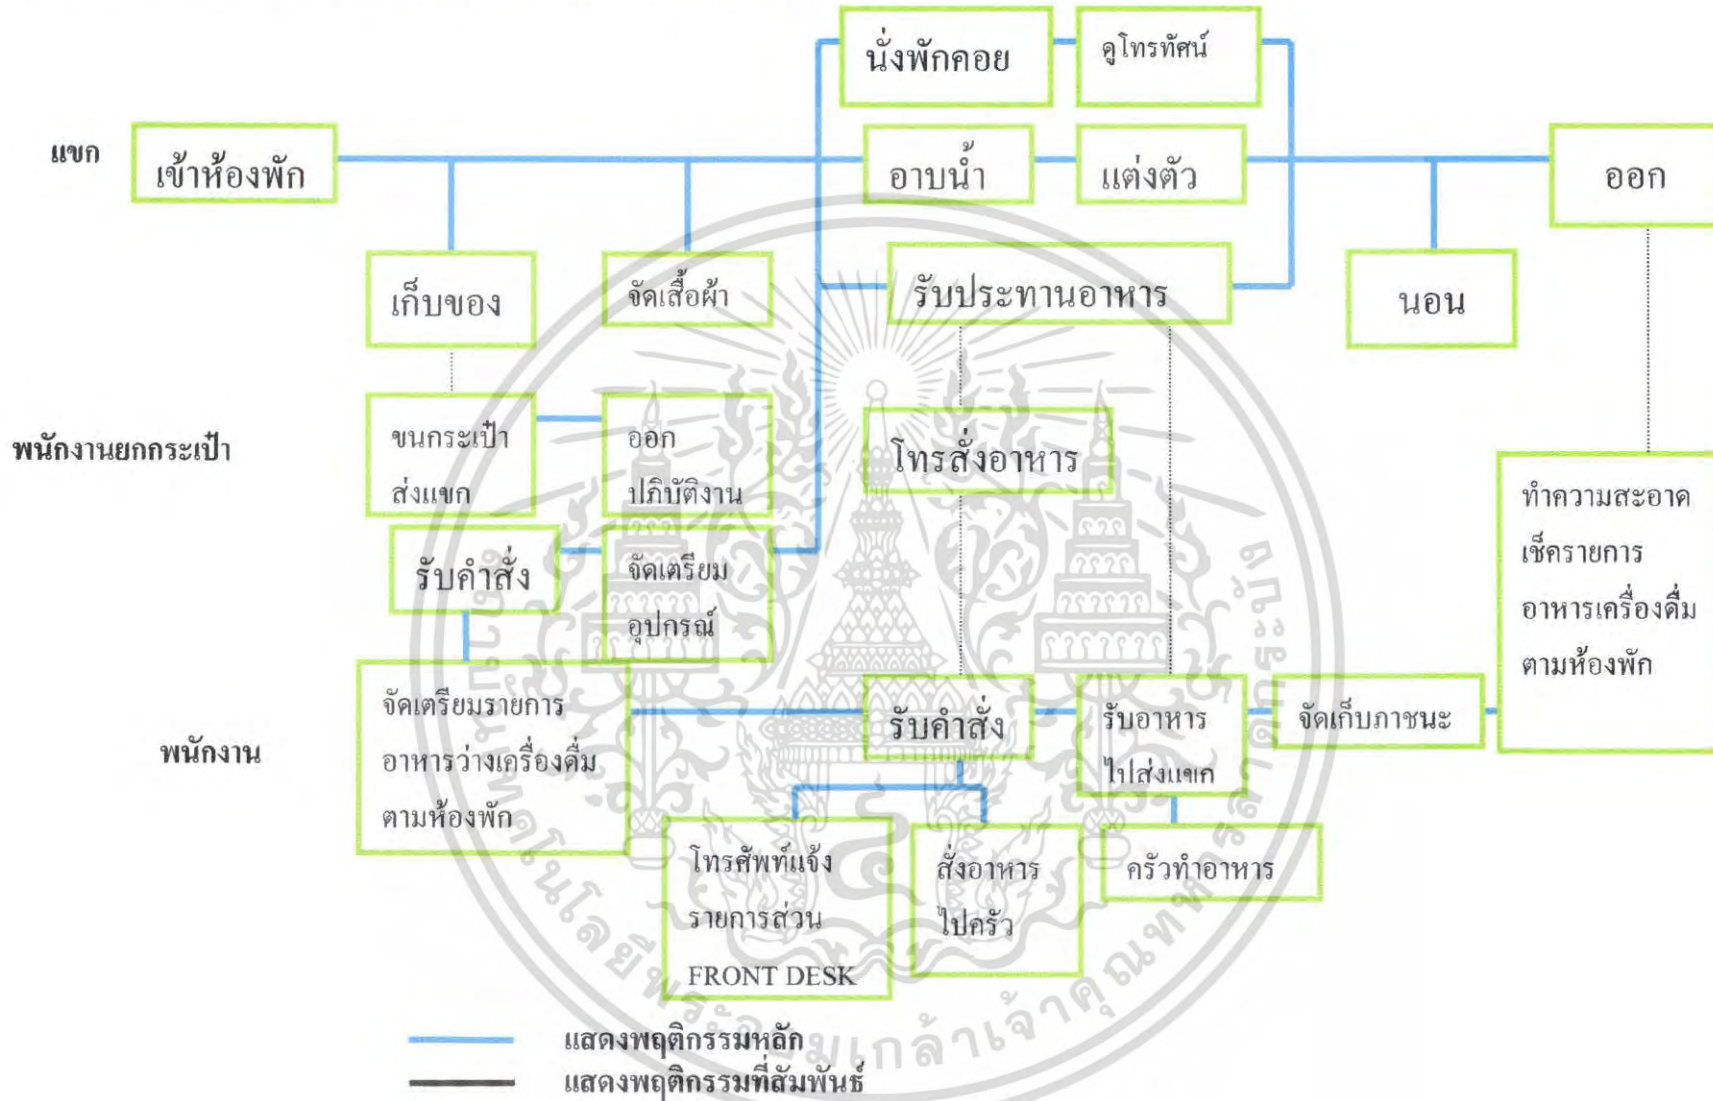 นั่งพักคอย
ดูโทรทัศน์
แขก
เข้าห้องพัก
อาบน้ำ
แต่งตัว
ออก
เก็บของ
จัดเสื้อผ้า
รับประทานอาหาร
นอน
พนักงานยกกระเป๋า
ขนกระเป๋า
ส่งแขก
ออก
ปภิบัติงาน
โทรสั่งอาหาร
ทำความสะอาด
เช็ครายการ
อาหารเครื่องดื่ม
ตามห้องพัก
รับคำสั่ง
จัดเตรียม
อุปกรณ์
พนักงาน
จัดเตรียมรายการ
อาหารว่างเครื่องดื่ม
ตามห้องพัก
รับคำสั่ง
รับอาหาร
ไปส่งแขก
จัดเก็บภาชนะ
โทรศัพท์แจ้ง
รายการส่วน
FRONT DESK
สั่งอาหาร
ไปครัว
ครัวทำอาหาร
แสดงพฤติกรรมหลัก
แสดงพฤติกรรมที่สัมพันธ์